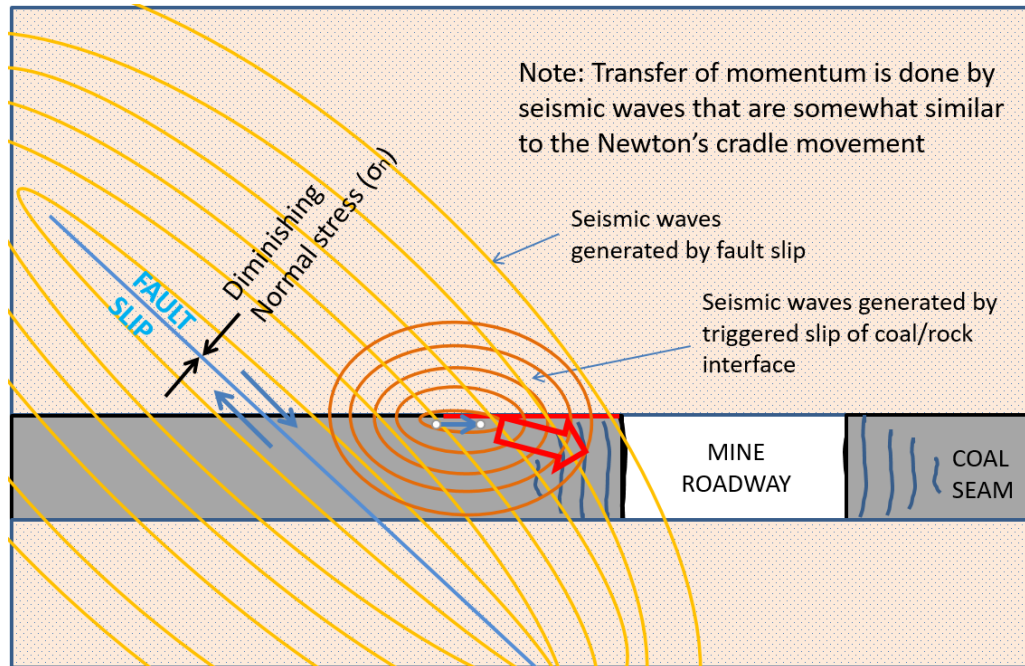 Note: Transfer of momentum is done by
seismic waves that are somewhat similar
to the Newton’s cradle movement
Diminishing
Normal stress (σn)
FAULT
SLIP
Seismic waves
generated by fault slip
Seismic waves generated by
triggered slip of coal/rock
interface
MINE
ROADWAY
COAL
SEAM